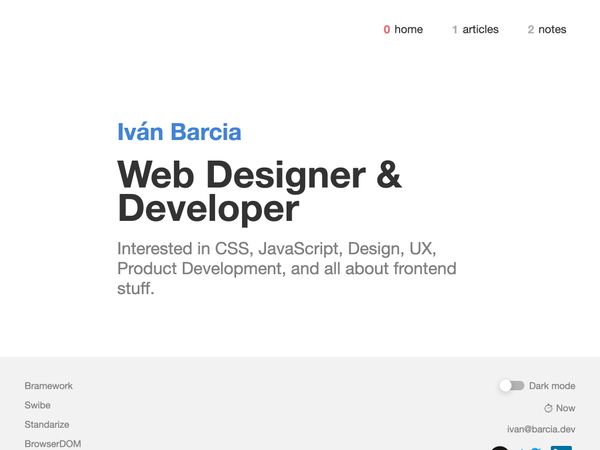 0 home 1 articles 2 notes
Iván Barcia
Web Designer &
Developer
Interested in CSS, JavaScript, Design, UX,
Product Development, and all about frontend
stuff.
Bramework
Swibe
Standarize
BrowserDOM
Dark mode
Now
ivan@barcia.dev